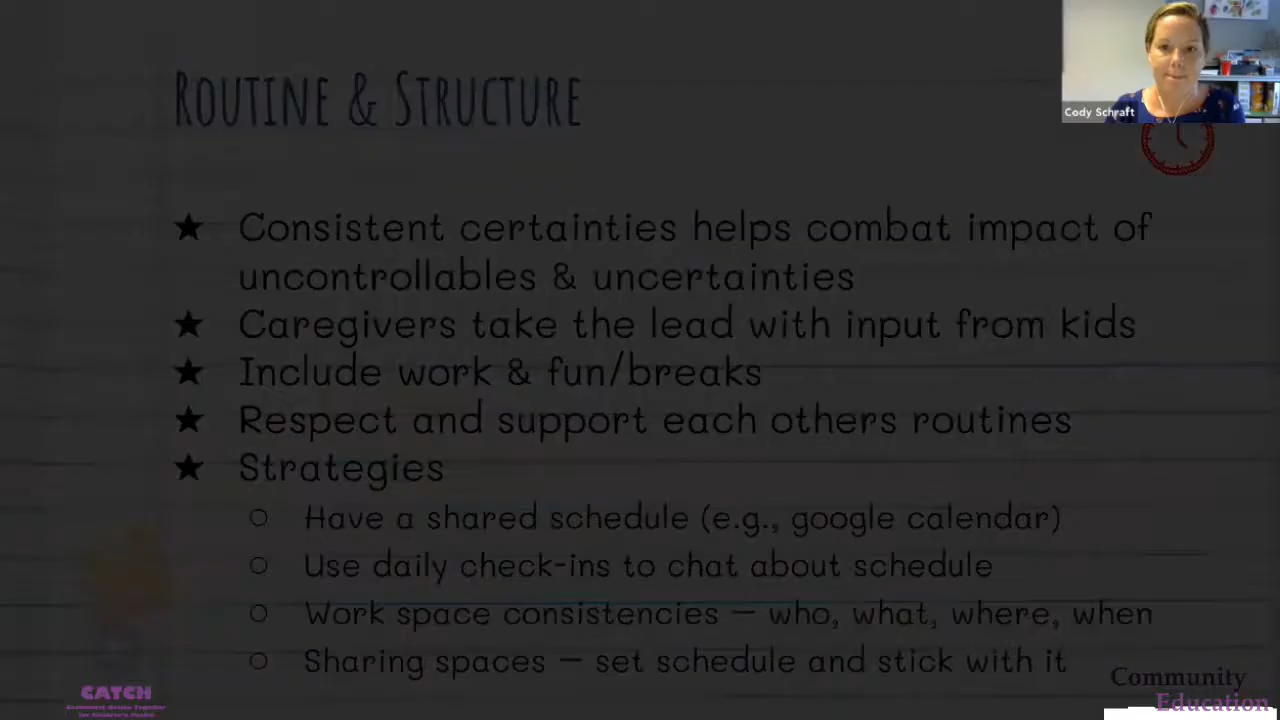 Cody Schraft
ROUTINE & STRUCTURE
★ Consistent certainties helps combat impact of
uncontrollables & uncertainties
★ Caregivers take the lead with input from kids
★ Include work & fun/breaks
★ Respect and support each others routines
★ Strategies
○ Have a shared schedule (e.g., google calendar)
○ Use daily check-ins to chat about schedule
○ Work space consistencies – who, what, where, when
○ Sharing spaces – set schedule and stick with it
CATCH
Community
Education